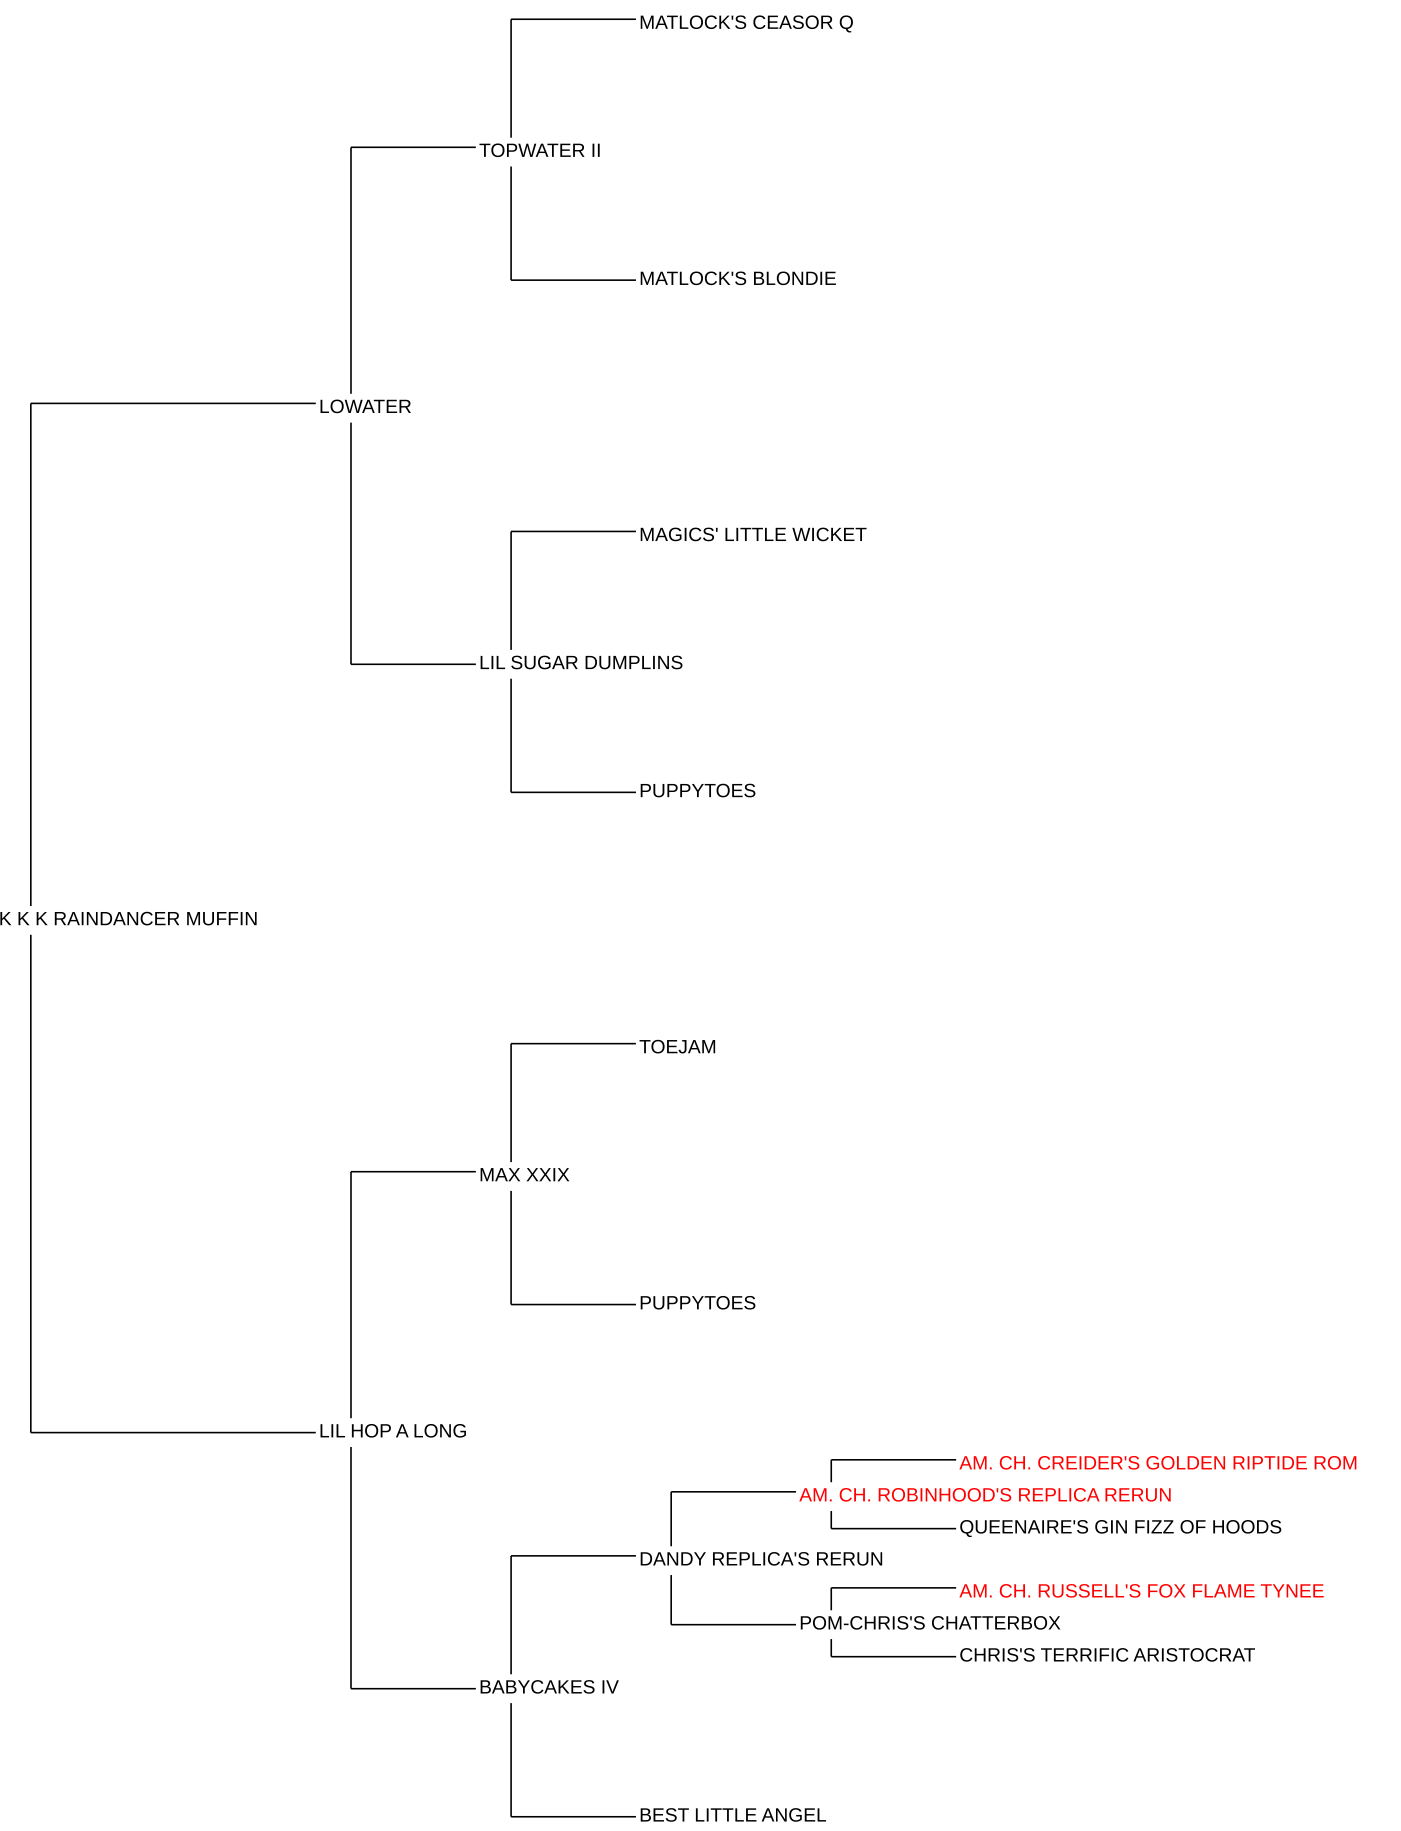 MATLOCK'S CEASOR Q
TOPWATER II
MATLOCK'S BLONDIE
LOWATER
MAGICS' LITTLE WICKET
LIL SUGAR DUMPLINS
PUPPYTOES
K K K RAINDANCER MUFFIN
TOEJAM
MAX XXIX
PUPPYTOES
LIL HOP A LONG
AM. CH. CREIDER'S GOLDEN RIPTIDE ROM
AM. CH. ROBINHOOD'S REPLICA RERUN
QUEENAIRE'S GIN FIZZ OF HOODS
DANDY REPLICA'S RERUN
AM. CH. RUSSELL'S FOX FLAME TYNEE
POM-CHRIS'S CHATTERBOX
CHRIS'S TERRIFIC ARISTOCRAT
BABYCAKES IV
BEST LITTLE ANGEL